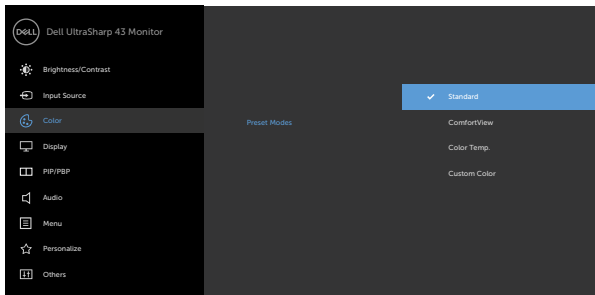 DELL Dell UltraSharp 43 Monitor
Brightness/Contrast
Input Source
Color
Display
PIP/PBP
Audio
Menu
Personalize
Others
Preset Modes
Standard
ComfortView
Color Temp.
Custom Color